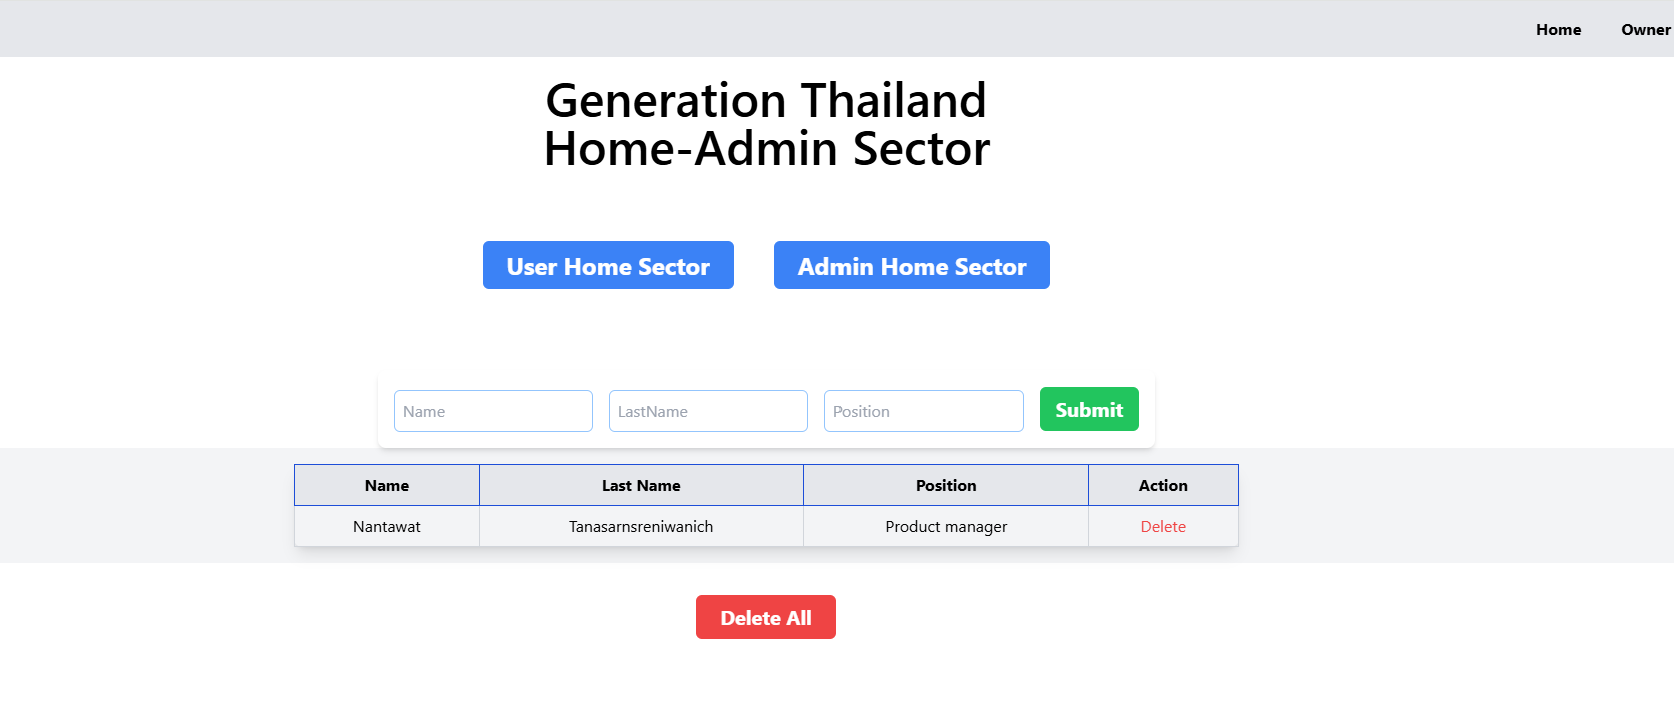 Home Owner
Generation Thailand
Home-Admin Sector
User Home Sector Admin Home Sector
Name LastName Position Submit
Name Last Name Position Action
Nantawat Tanasarnsreniwanich Product manager Delete
Delete All